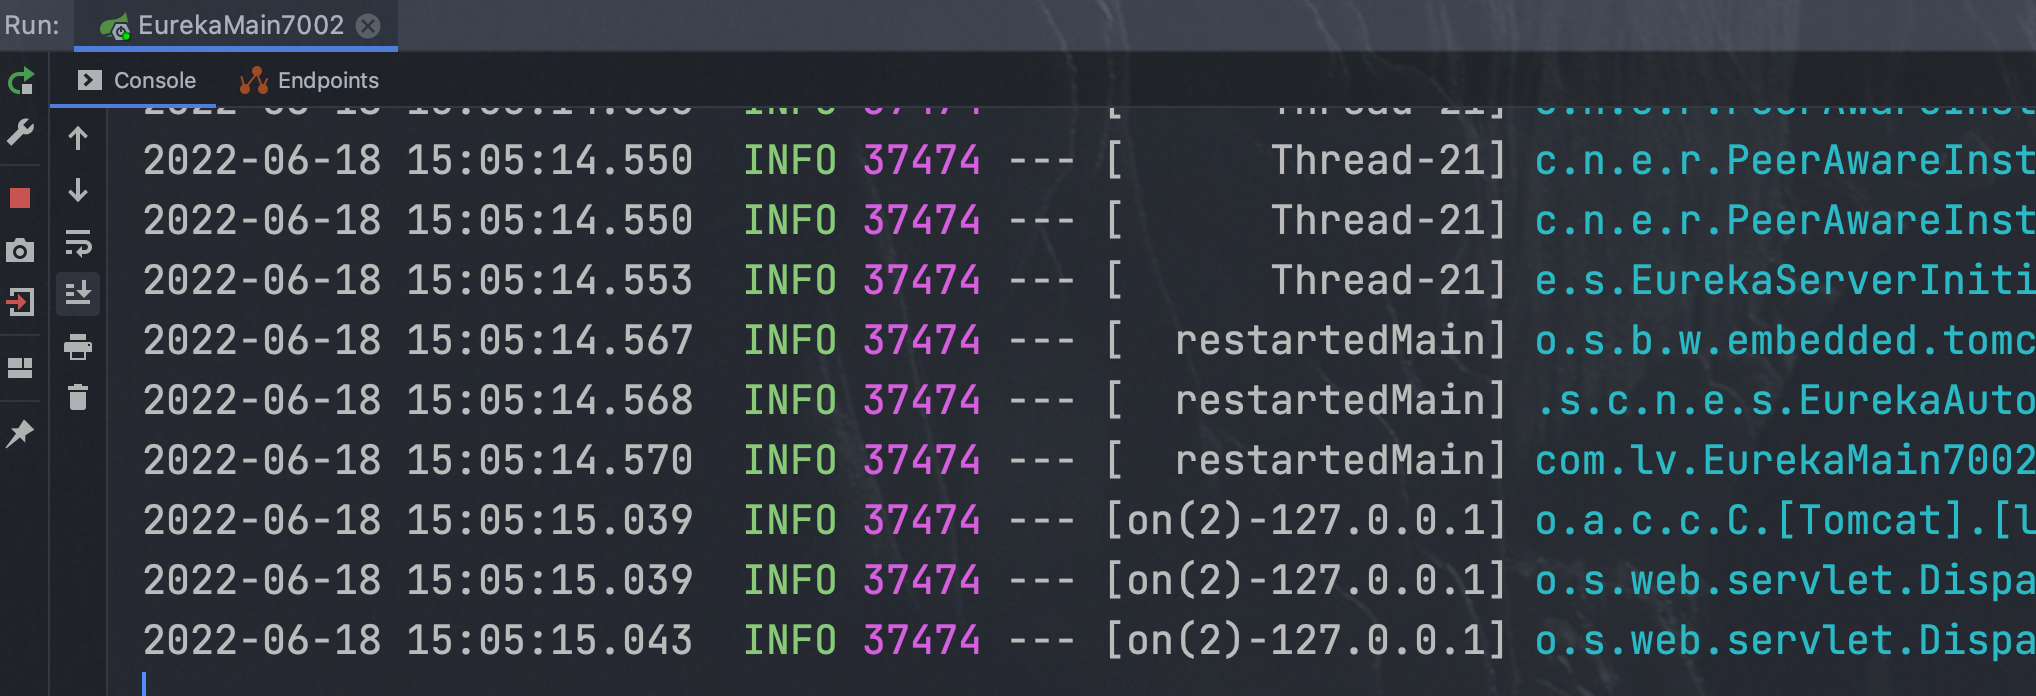 Run: EurekaMain7002
Console Endpoints
2022-06-18 15:05:14.550 INFO 37474 --- [ Thread-21] c.n.e.r.PeerAwareInst
2022-06-18 15:05:14.550 INFO 37474 --- [ Thread-21] c.n.e.r.PeerAwareInst
2022-06-18 15:05:14.553 INFO 37474 --- [ Thread-21] e.s.EurekaServerIniti
2022-06-18 15:05:14.567 INFO 37474 --- [ restartedMain] o.s.b.w.embedded.tomc
2022-06-18 15:05:14.568 INFO 37474 --- [ restartedMain] .s.c.n.e.s.EurekaAuto
2022-06-18 15:05:14.570 INFO 37474 --- [ restartedMain] com.lv.EurekaMain7002
2022-06-18 15:05:15.039 INFO 37474 --- [on(2)-127.0.0.1] o.a.c.c.C.[Tomcat].[l
2022-06-18 15:05:15.039 INFO 37474 --- [on(2)-127.0.0.1] o.s.web.servlet.Dispa
2022-06-18 15:05:15.043 INFO 37474 --- [on(2)-127.0.0.1] o.s.web.servlet.Dispa